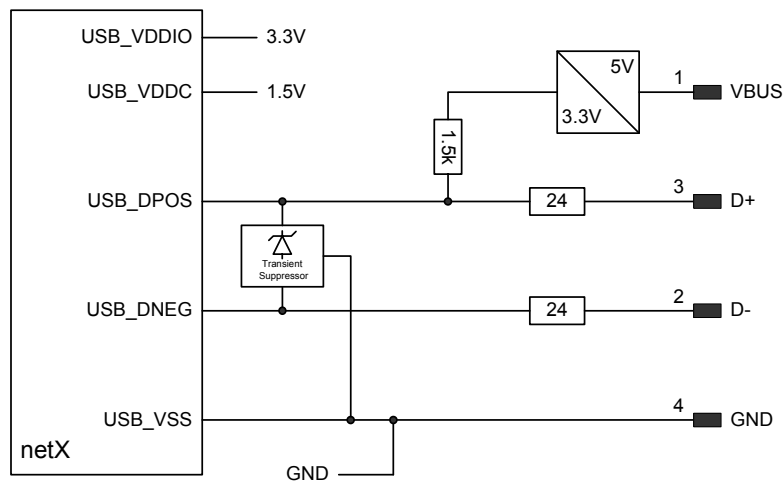 USB_VDDIO
3.3V
5V
3.3V
1
VBUS
USB_VDDC
1.5V
1.5k
USB_DPOS
24
3
D+
Transient
Suppressor
USB_DNEG
24
2
D-
USB_VSS
4
GND
netX
GND